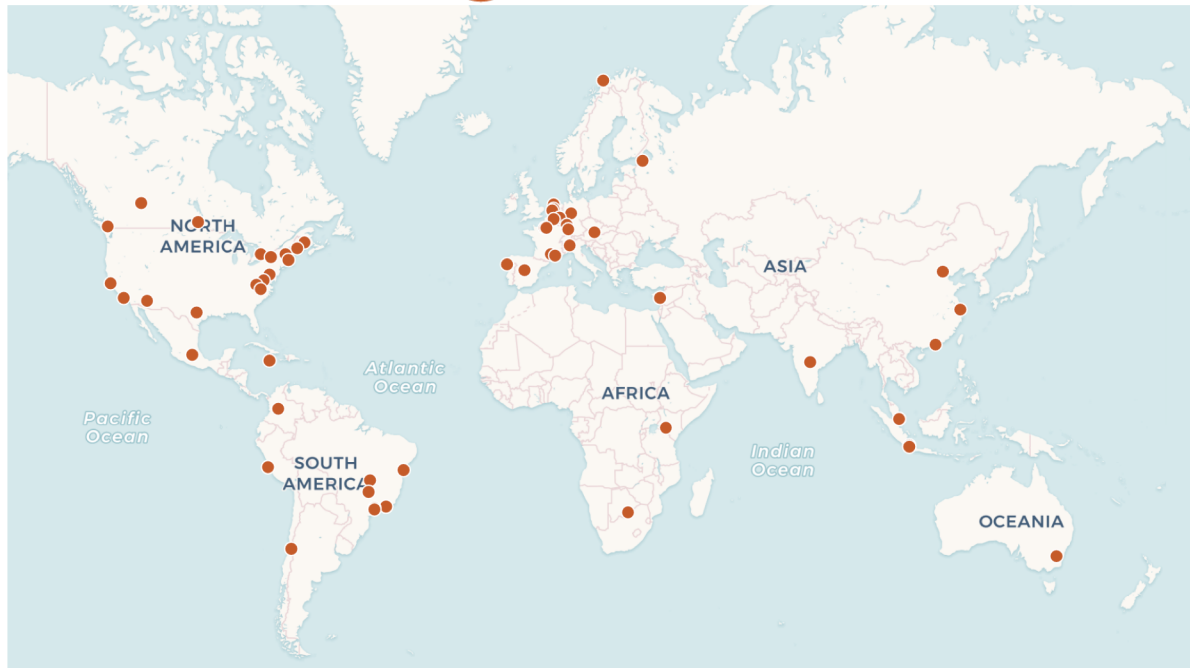 NORTH
AMERICA
ASIA
Atlantic
Ocean
AFRICA
Pacific
Ocean
Indian
Ocean
SOUTH
AMERICA
OCEANIA